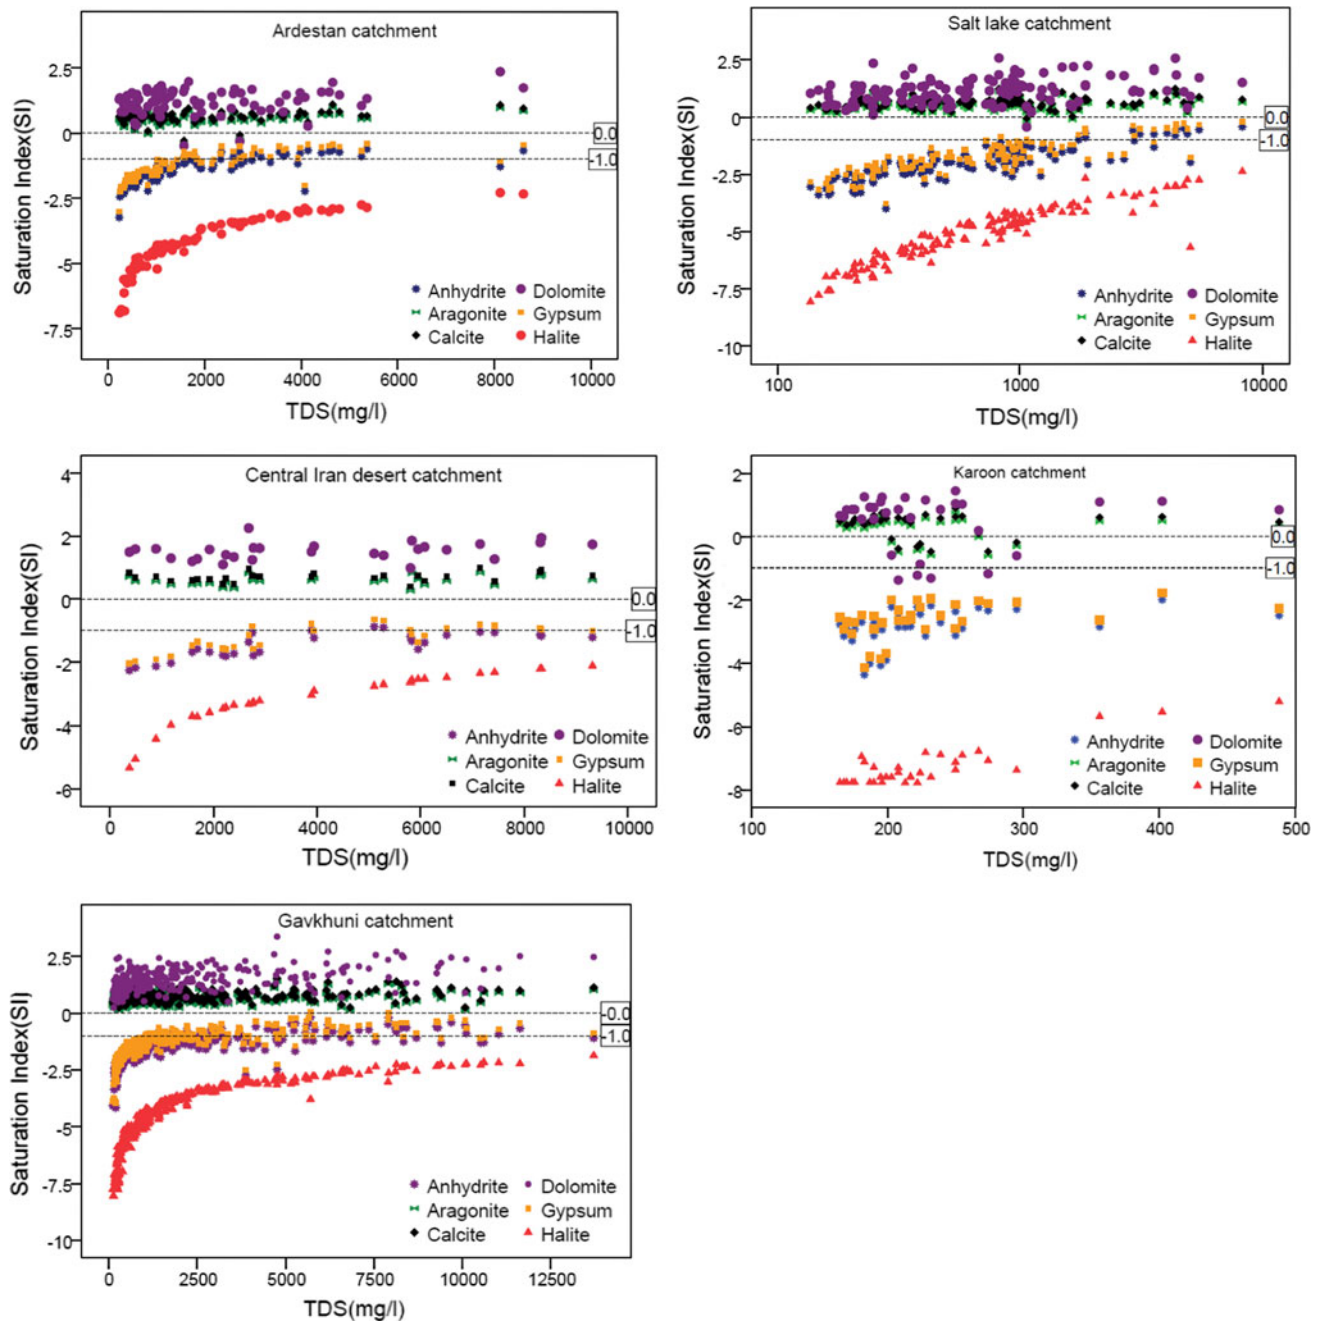 Ardestan catchment
Saturation Index(SI)
2.5
0
-2.5
-5
-7.5
0.0
-1.0
Anhydrite Dolomite
Aragonite Gypsum
Calcite Halite
0 2000 4000 6000 8000 10000
TDS(mg/l)
Salt lake catchment
Saturation Index(SI)
2.5
0
-2.5
-5
-7.5
-10
0.0
-1.0
Anhydrite Dolomite
Aragonite Gypsum
Calcite Halite
100 1000 10000
TDS(mg/l)
Central Iran desert catchment
Saturation Index(SI)
4
2
0
-2
-4
-6
0.0
-1.0
Anhydrite Dolomite
Aragonite Gypsum
Calcite Halite
0 2000 4000 6000 8000 10000
TDS(mg/l)
Karoon catchment
Saturation Index(SI)
2
0
-2
-4
-6
-8
0.0
-1.0
Anhydrite Dolomite
Aragonite Gypsum
Calcite Halite
100 200 300 400 500
TDS(mg/l)
Gavkhuni catchment
Saturation Index(SI)
2.5
0
-2.5
-5
-7.5
-10
-0.0
-1.0
Anhydrite Dolomite
Aragonite Gypsum
Calcite Halite
0 2500 5000 7500 10000 12500
TDS(mg/l)